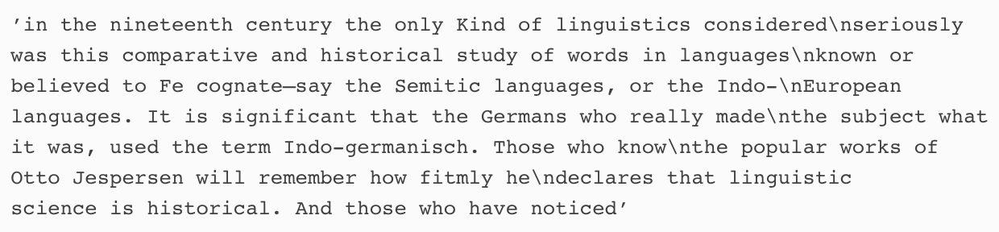 'in the nineteenth century the only Kind of linguistics considered\nseriously
was this comparative and historical study of words in languages\nknown or
believed to Fe cognate—say the Semitic languages, or the Indo-\nEuropean
languages. It is significant that the Germans who really made\nthe subject what
it was, used the term Indo-germanisch. Those who know\nthe popular works of
Otto Jespersen will remember how fitmly he\ndeclares that linguistic
science is historical. And those who have noticed'